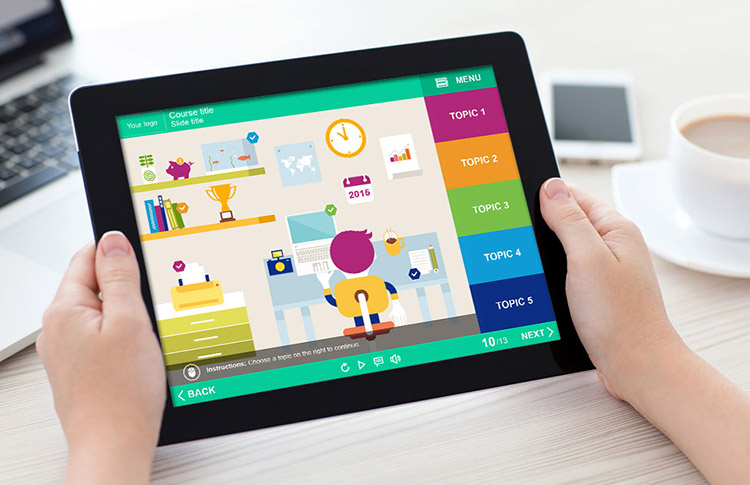 Your logo
Course title
Slide title
MENU
TOPIC 1
TOPIC 2
TOPIC 3
TOPIC 4
TOPIC 5
2015
Instructions: Choose a topic on the right to continue.
BACK
10/13
NEXT